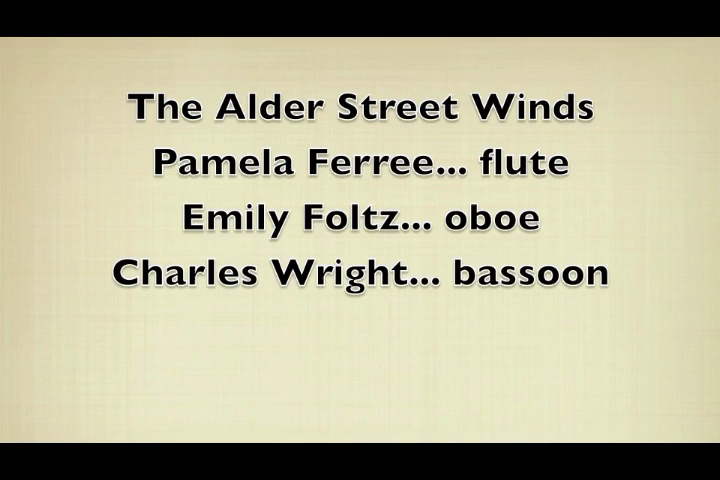 The Alder Street Winds
Pamela Ferree... flute
Emily Foltz... oboe
Charles Wright... bassoon